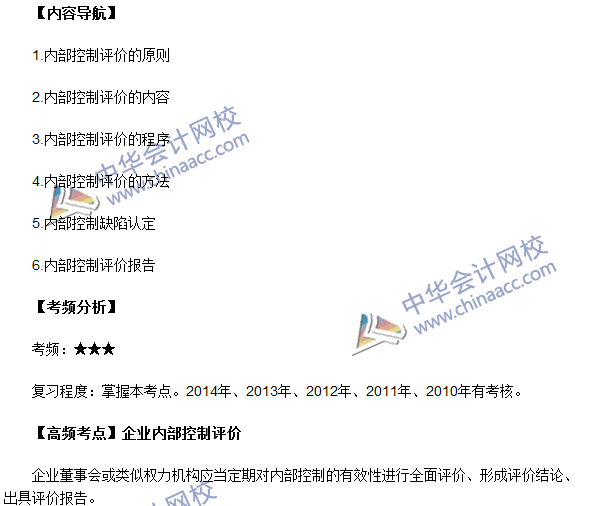 【内容导航】
1.内部控制评价的原则
2.内部控制评价的内容
3.内部控制评价的程序
4.内部控制评价的方法
5.内部控制缺陷认定
6.内部控制评价报告
【考频分析】
考频：★★★
复习程度：掌握本考点。2014年、2013年、2012年、2011年、2010年有考核。
【高频考点】企业内部控制评价
企业董事会或类似权力机构应当定期对内部控制的有效性进行全面评价、形成评价结论、
出具评价报告。
中华会计网校
www.chinaacc.com
中华会计网校
www.chinaacc.com
计网校